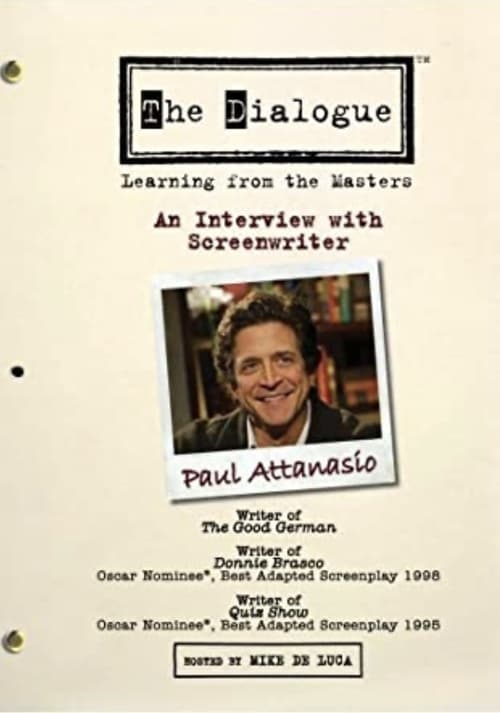 The Dialogue™
Learning from the Masters
An Interview with
Screenwriter
Paul Attanasio
Writer of
The Good German
Writer of
Donnie Brasco
Oscar Nominee®, Best Adapted Screenplay 1998
Writer of
Quiz Show
Oscar Nominee®, Best Adapted Screenplay 1995
HOSTED BY MIKE DE LUCA